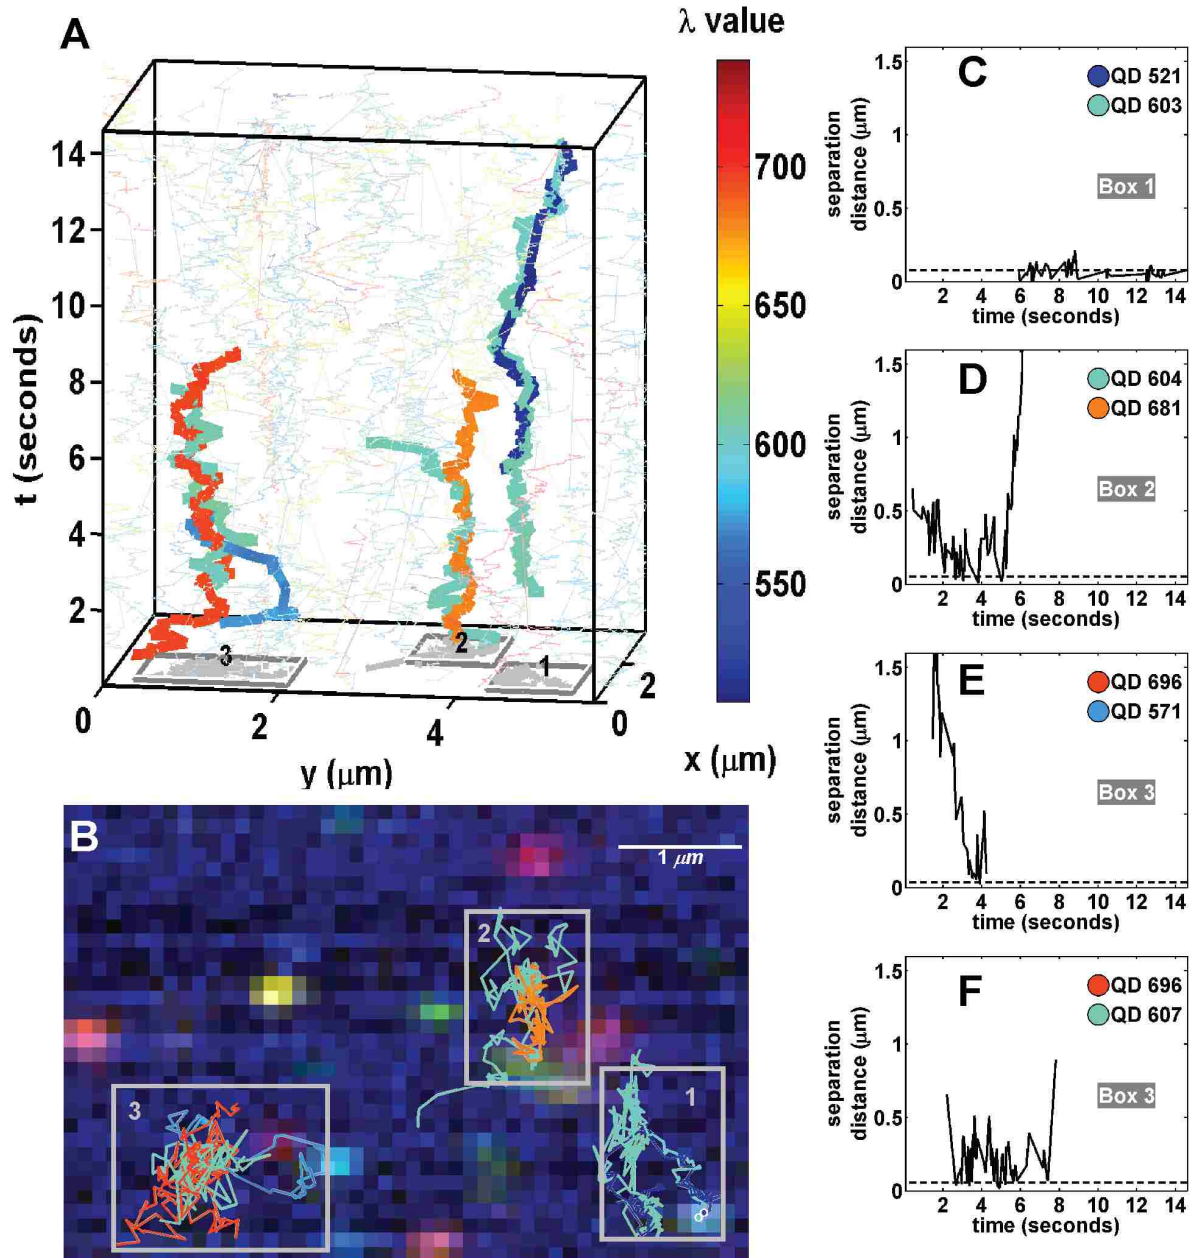 A
λ value
14
12
10
8
6
4
2
t (seconds)
0
2
4
0
2
y (μm)
x (μm)
3
2
1
700
650
600
550
B
1 μm
2
1
3
C
QD 521
QD 603
Box 1
separation
distance (μm)
1.5
1
0.5
0
2 4 6 8 10 12 14
time (seconds)
D
QD 604
QD 681
Box 2
separation
distance (μm)
1.5
1
0.5
0
2 4 6 8 10 12 14
time (seconds)
E
QD 696
QD 571
Box 3
separation
distance (μm)
1.5
1
0.5
0
2 4 6 8 10 12 14
time (seconds)
F
QD 696
QD 607
Box 3
separation
distance (μm)
1.5
1
0.5
0
2 4 6 8 10 12 14
time (seconds)